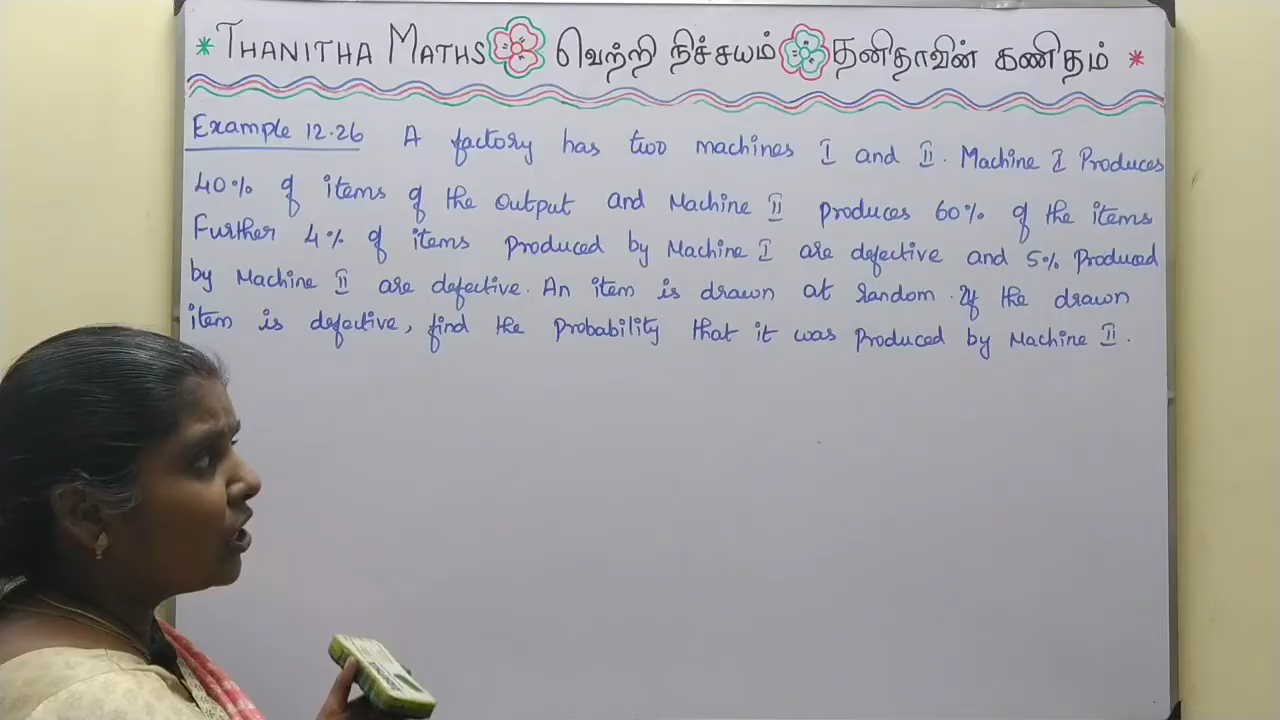 * THANITHA MATHS வெற்றி நிச்சயம் தனிதாவின் கணிதம் *
Example 12.26 A factory has two machines I and II. Machine I Produces
40% of items of the output and Machine II produces 60% of the items
Further 4% of items produced by Machine I are defective and 5% Produced
by Machine II are defective. An item is drawn at random. If the drawn
item is defective, find the Probability that it was Produced by Machine II.